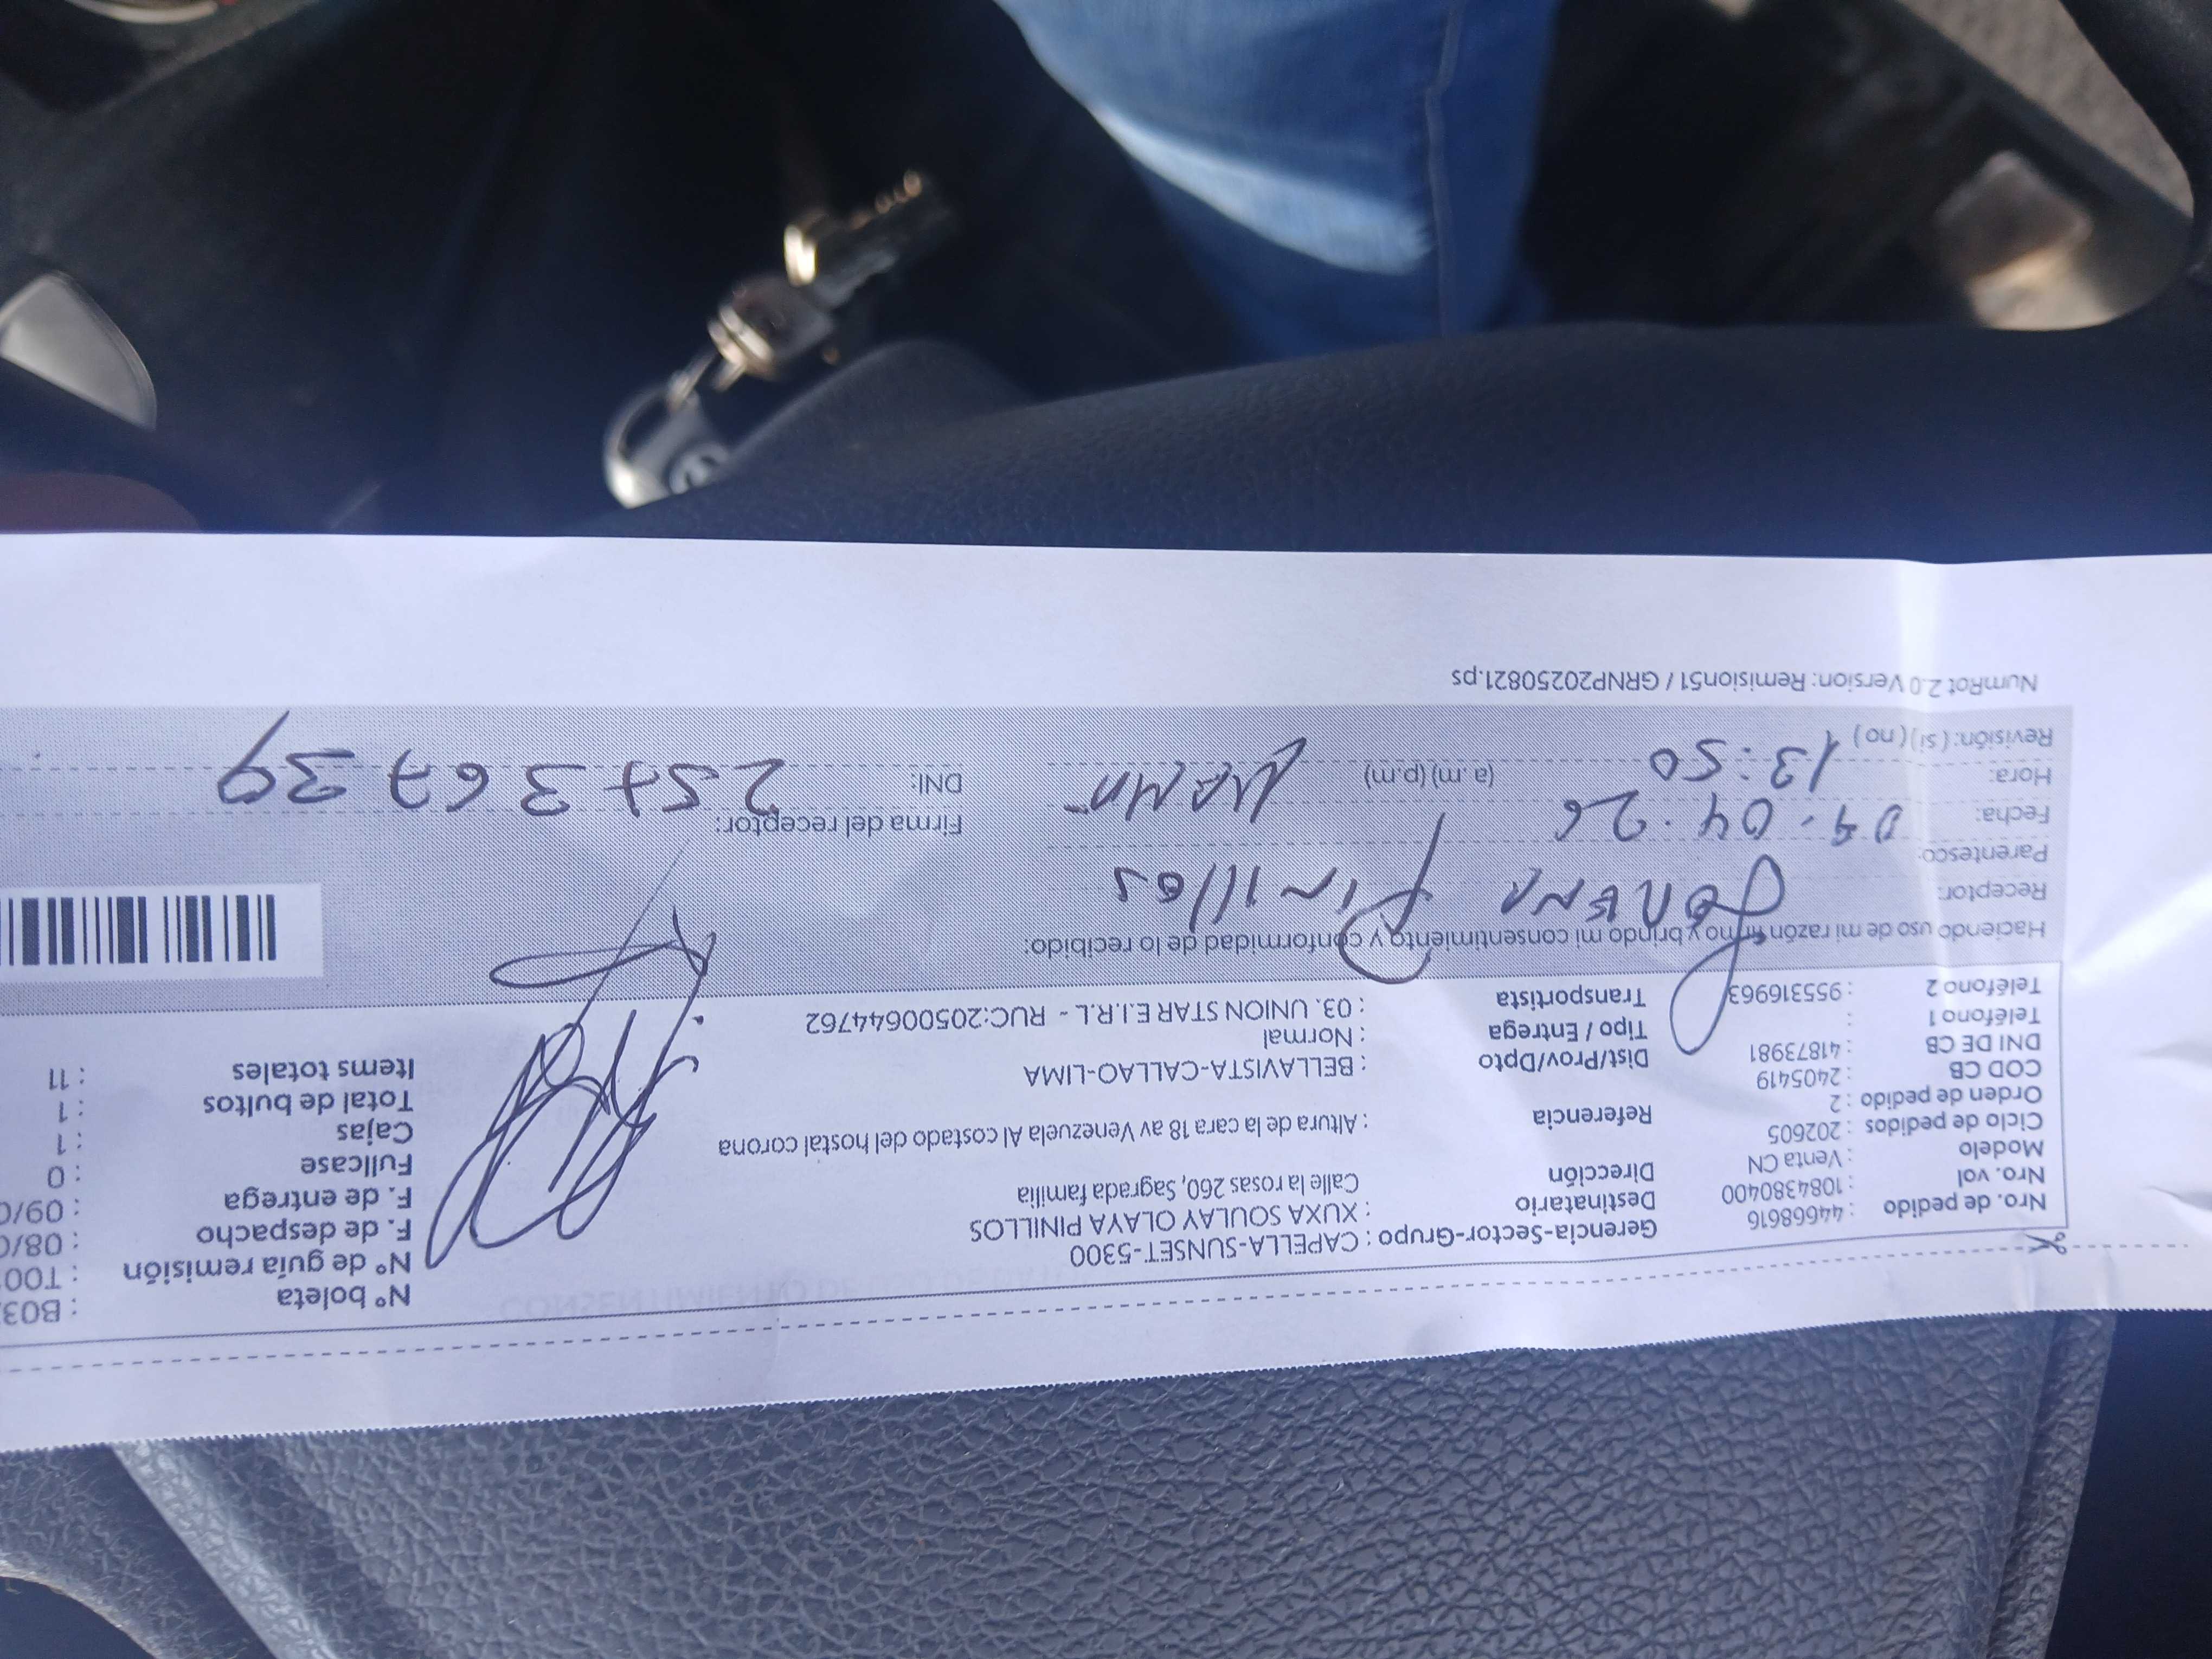 Nro. de pedido : 44668616
Nro. vol : 1084380400
Modelo : Venta CN
Ciclo de pedidos : 202605
Orden de pedido : 2
COD CB : 2405419
DNI DE CB : 41873981
Teléfono 1 :
Teléfono 2 : 955316963
Gerencia-Sector-Grupo : CAPELLA-SUNSET-5300
Destinatario : XUXA SOULAY OLAYA PINILLOS
Dirección Calle la rosas 260, Sagrada familia
Referencia : Altura de la cara 18 av Venezuela Al costado del hostal corona
Dist/Prov/Dpto : BELLAVISTA-CALLAO-LIMA
Tipo / Entrega : Normal
Transportista : 03. UNION STAR E.I.R.L - RUC:20500644762
N° boleta : B03
N° de guía remisión : T00
F. de despacho : 08/0
F. de entrega : 09/0
Fullcase : 0
Cajas : 1
Total de bultos : 1
Items totales : 11
Haciendo uso de mi razón firmo y brindo mi consentimiento y conformidad de lo recibido:
Receptor: Lorena Pinillos
Parentesco:
Fecha: 09.04.26
Hora: 13:50 (a.m) (p.m)
Revisión: ( si ) ( no )
Firma del receptor:
DNI: 25736739
NumRot 2.0 Version: Remision51 / GRNP20250821.ps